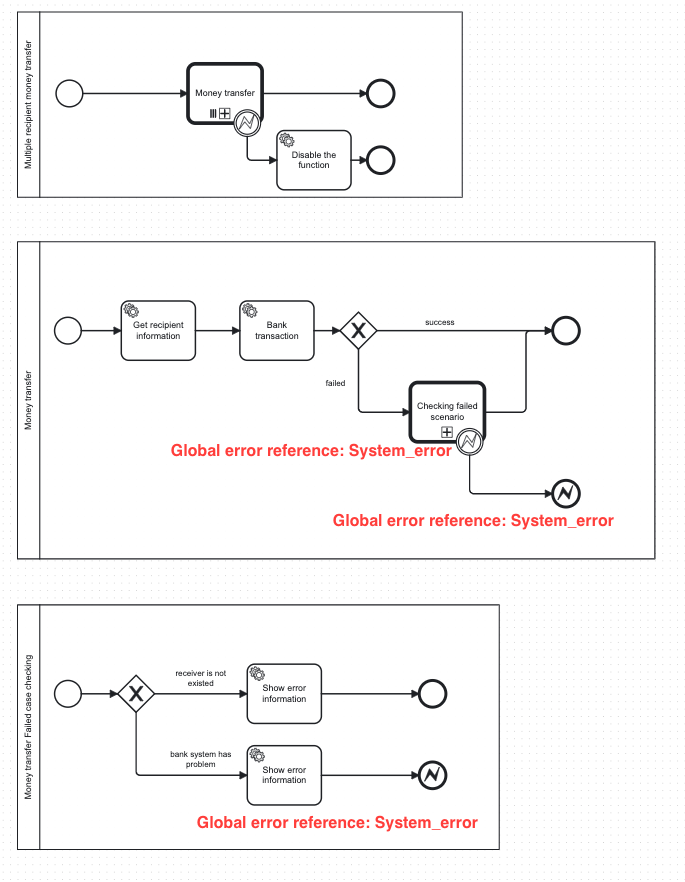 Multiple recipient money transfer
Money transfer
Disable the
function
Money transfer
Get recipient
information
Bank
transaction
success
failed
Checking failed
scenario
Global error reference: System_error
Global error reference: System_error
Money transfer Failed case checking
receiver is not
existed
Show error
information
bank system has
problem
Show error
information
Global error reference: System_error